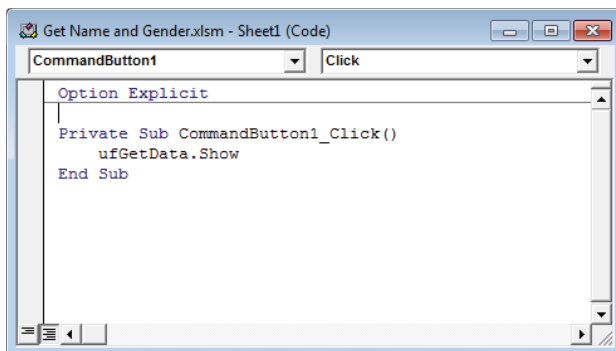 Get Name and Gender.xlsm - Sheet1 (Code)
CommandButton1 Click
Option Explicit
Private Sub CommandButton1_Click()
ufGetData.Show
End Sub